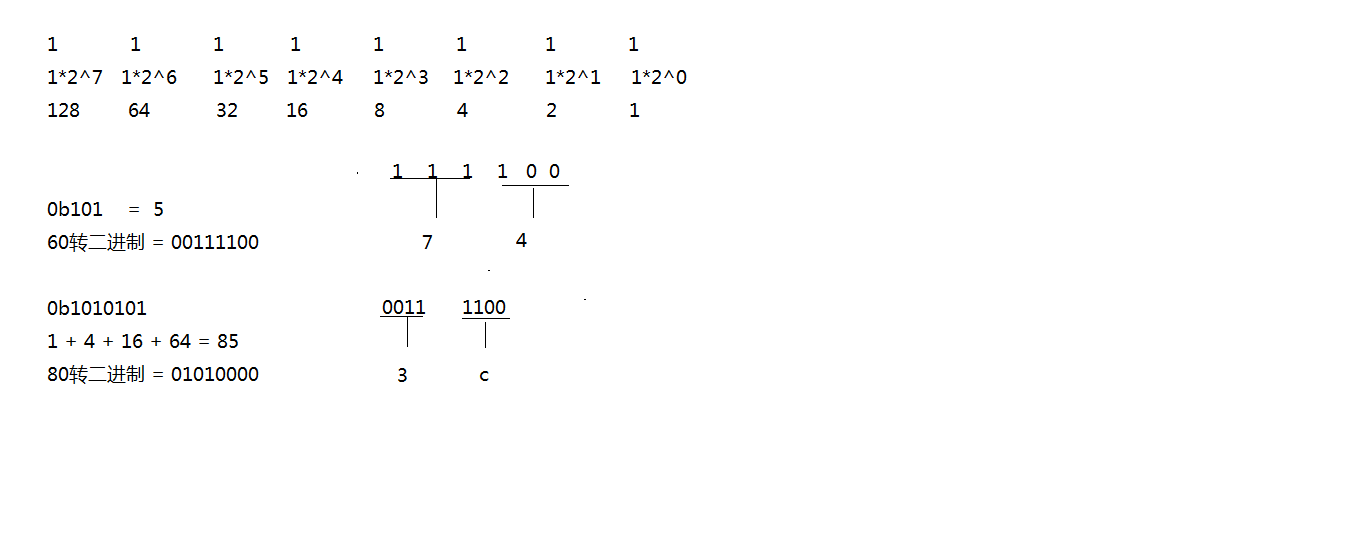 1 1 1 1 1 1 1 1
1*2^7 1*2^6 1*2^5 1*2^4 1*2^3 1*2^2 1*2^1 1*2^0
128 64 32 16 8 4 2 1
1 1 1 1 0 0
0b101 = 5
60转二进制 = 00111100
7 4
0b1010101
0011 1100
1 + 4 + 16 + 64 = 85
80转二进制 = 01010000
3 c